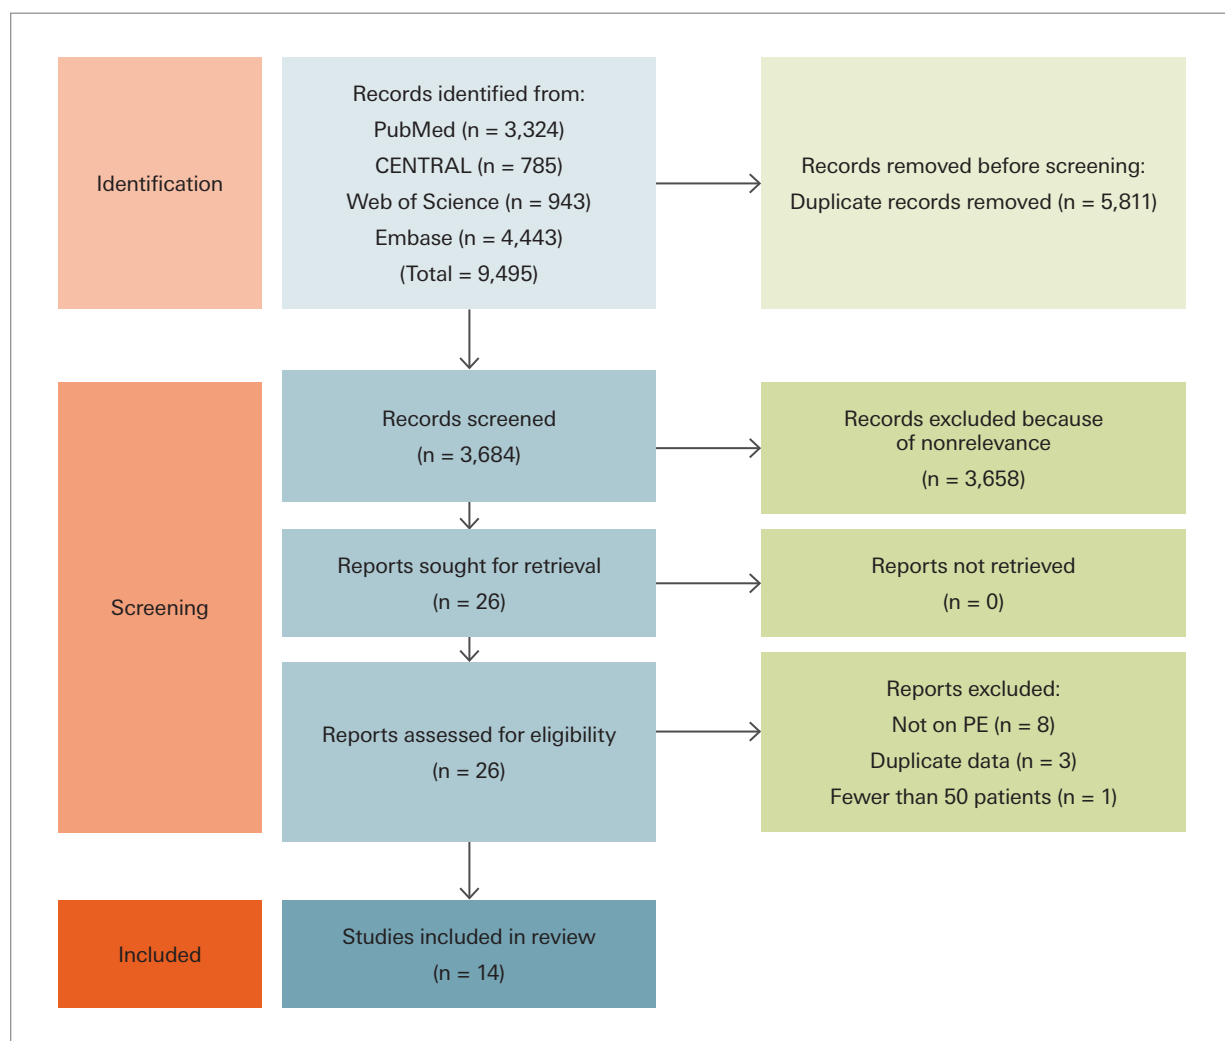 Identification
Records identified from:
PubMed (n = 3,324)
CENTRAL (n = 785)
Web of Science (n = 943)
Embase (n = 4,443)
(Total = 9,495)
Records removed before screening:
Duplicate records removed (n = 5,811)
Screening
Records screened
(n = 3,684)
Records excluded because
of nonrelevance
(n = 3,658)
Reports sought for retrieval
(n = 26)
Reports not retrieved
(n = 0)
Reports assessed for eligibility
(n = 26)
Reports excluded:
Not on PE (n = 8)
Duplicate data (n = 3)
Fewer than 50 patients (n = 1)
Included
Studies included in review
(n = 14)